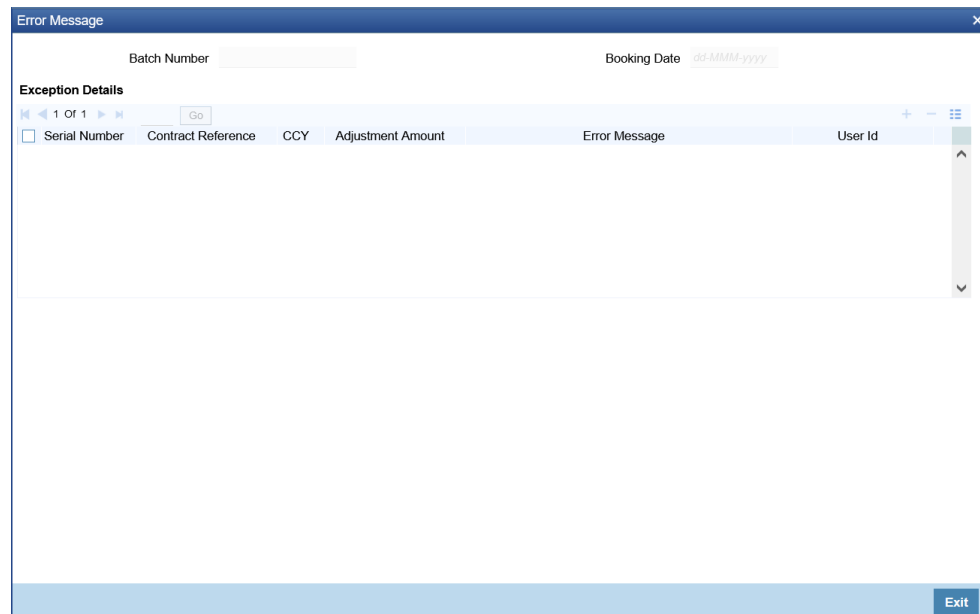 Error Message
Batch Number
Booking Date dd-MMM-yyyy
Exception Details
1 Of 1 Go
Serial Number Contract Reference CCY Adjustment Amount Error Message User Id
Exit